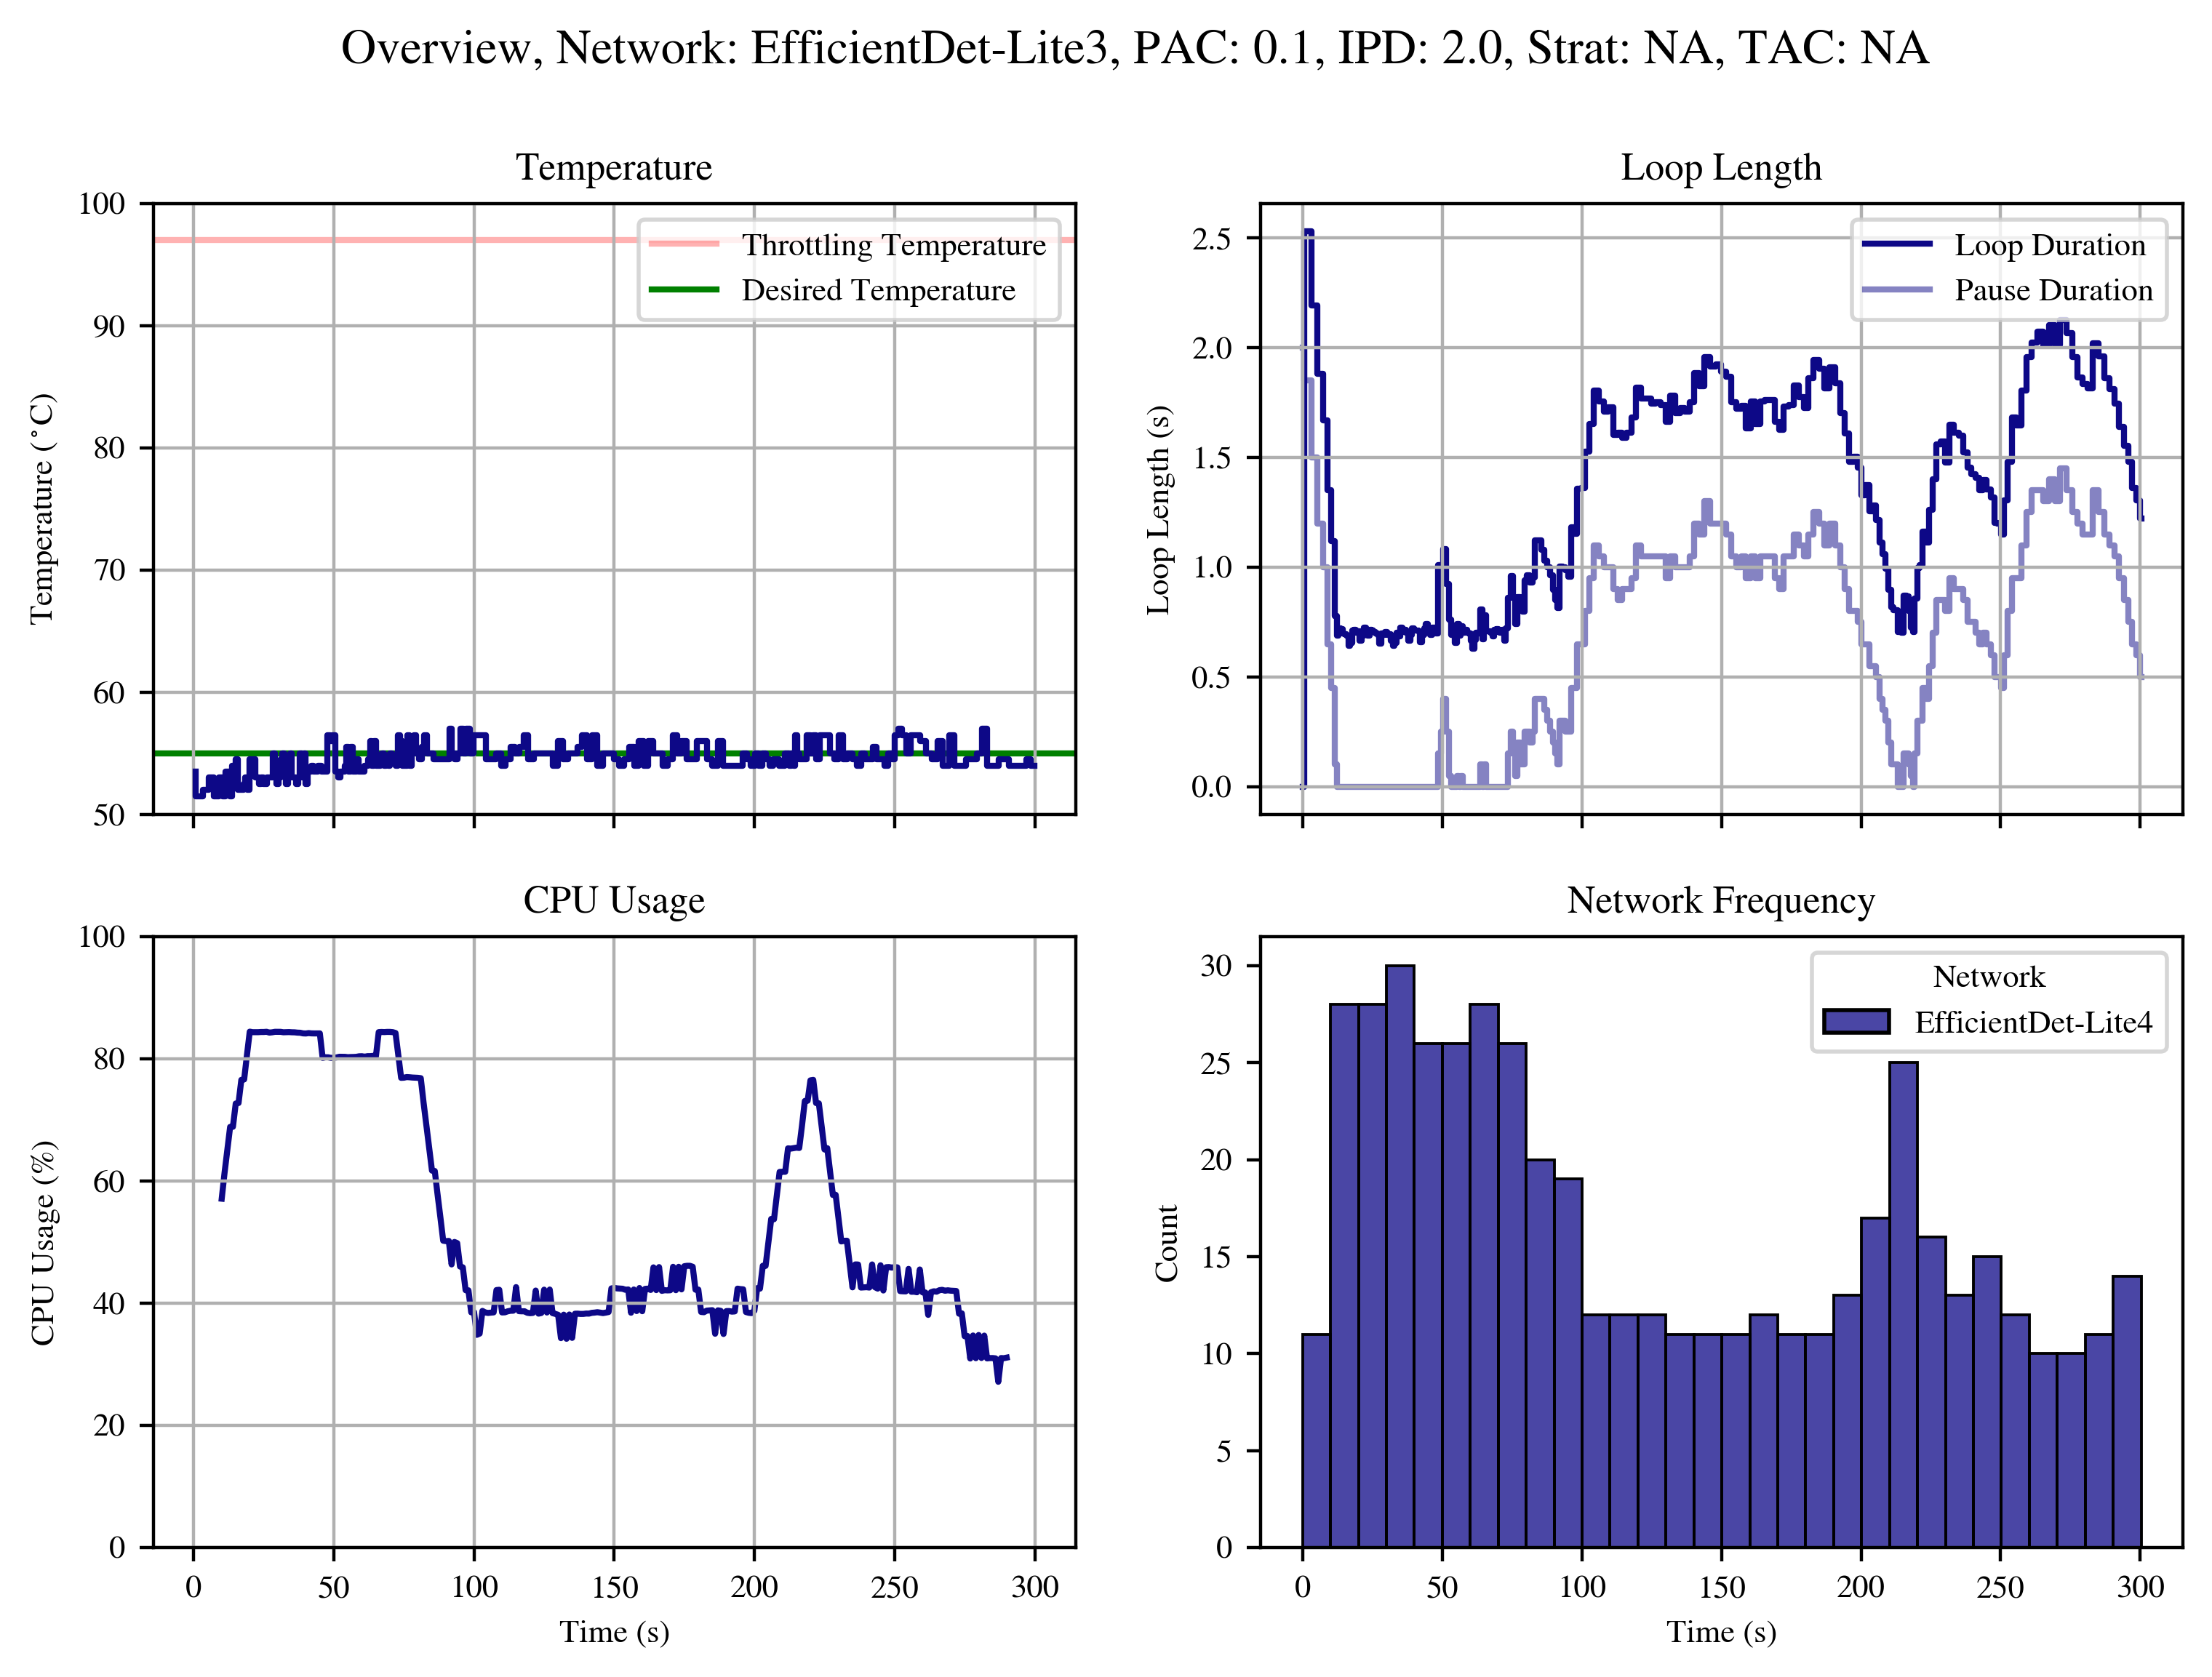 Overview, Network: EfficientDet-Lite3, PAC: 0.1, IPD: 2.0, Strat: NA, TAC: NA
Temperature
100
90
80
70
60
50
Temperature (°C)
Throttling Temperature
Desired Temperature
Loop Length
2.5
2.0
1.5
1.0
0.5
0.0
Loop Length (s)
Loop Duration
Pause Duration
CPU Usage
100
80
60
40
20
0
CPU Usage (%)
0 50 100 150 200 250 300
Time (s)
Network Frequency
30
25
20
15
10
5
0
Count
Network
EfficientDet-Lite4
0 50 100 150 200 250 300
Time (s)